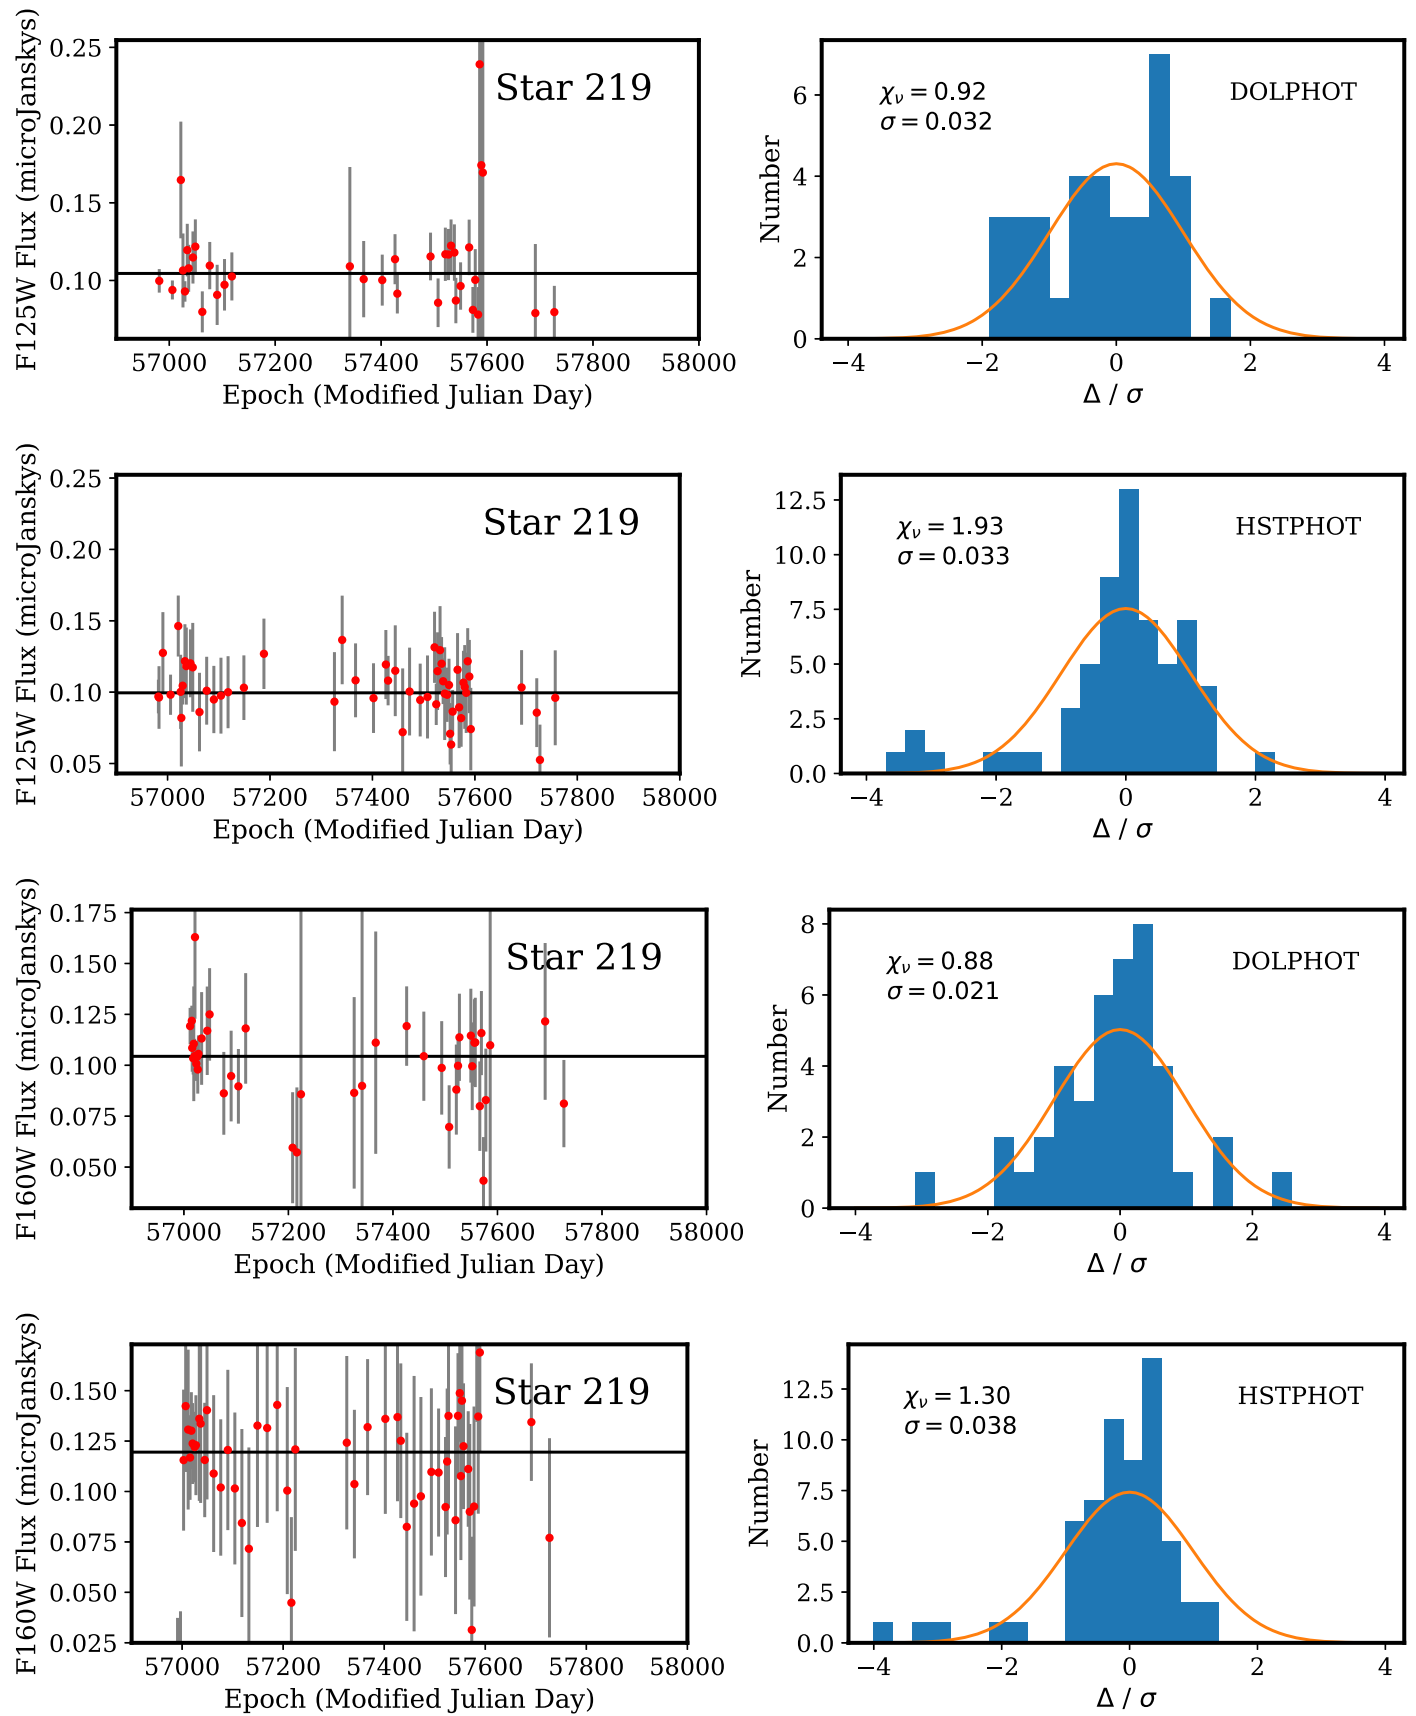 F125W Flux (microJanskys)
0.25
0.20
0.15
0.10
Star 219
57000 57200 57400 57600 57800 58000
Epoch (Modified Julian Day)
Number
6
4
2
0
χν = 0.92
σ = 0.032
DOLPHOT
−4 −2 0 2 4
Δ / σ
F125W Flux (microJanskys)
0.25
0.20
0.15
0.10
0.05
Star 219
57000 57200 57400 57600 57800 58000
Epoch (Modified Julian Day)
Number
12.5
10.0
7.5
5.0
2.5
0.0
χν = 1.93
σ = 0.033
HSTPHOT
−4 −2 0 2 4
Δ / σ
F160W Flux (microJanskys)
0.175
0.150
0.125
0.100
0.075
0.050
Star 219
57000 57200 57400 57600 57800 58000
Epoch (Modified Julian Day)
Number
8
6
4
2
0
χν = 0.88
σ = 0.021
DOLPHOT
−4 −2 0 2 4
Δ / σ
F160W Flux (microJanskys)
0.150
0.125
0.100
0.075
0.050
0.025
Star 219
57000 57200 57400 57600 57800 58000
Epoch (Modified Julian Day)
Number
12.5
10.0
7.5
5.0
2.5
0.0
χν = 1.30
σ = 0.038
HSTPHOT
−4 −2 0 2 4
Δ / σ